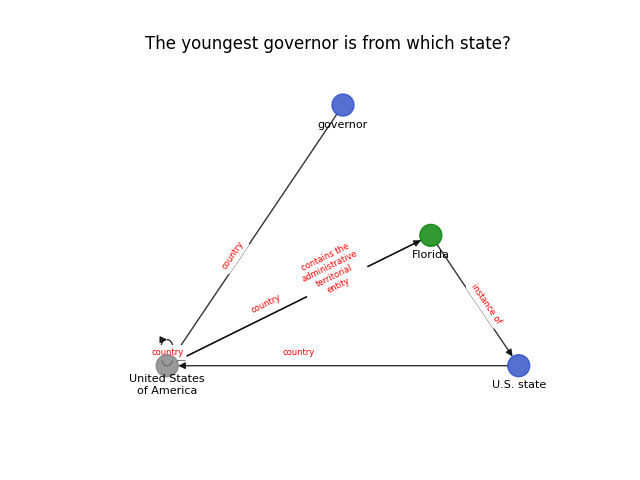 The youngest governor is from which state?
governor
country
contains the
administrative
territorial
entity
Florida
country
instance of
country
country
United States
of America
U.S. state